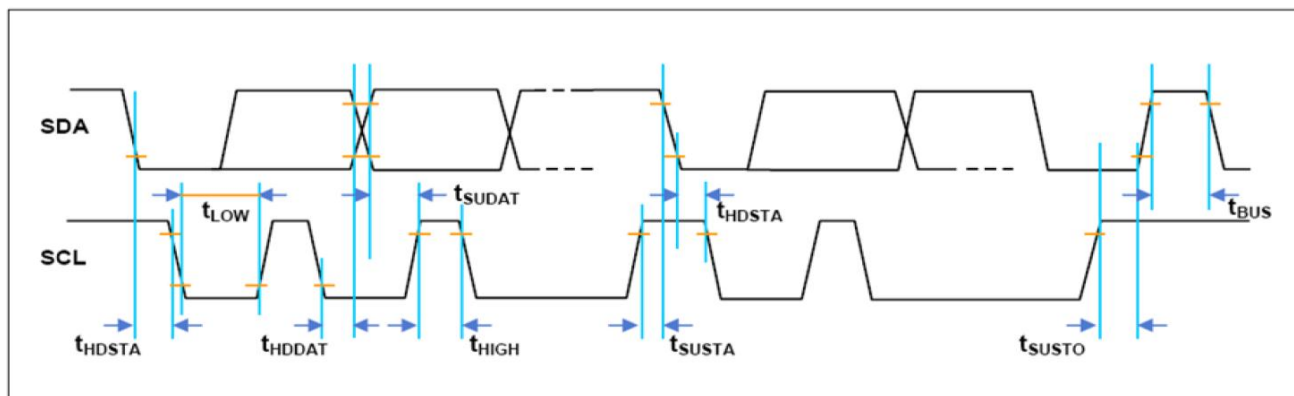 SDA
t_SUDAT
t_HDSTA
t_LOW
t_BUS
SCL
t_HDSTA
t_HDDAT
t_HIGH
t_SUSTA
t_SUSTO